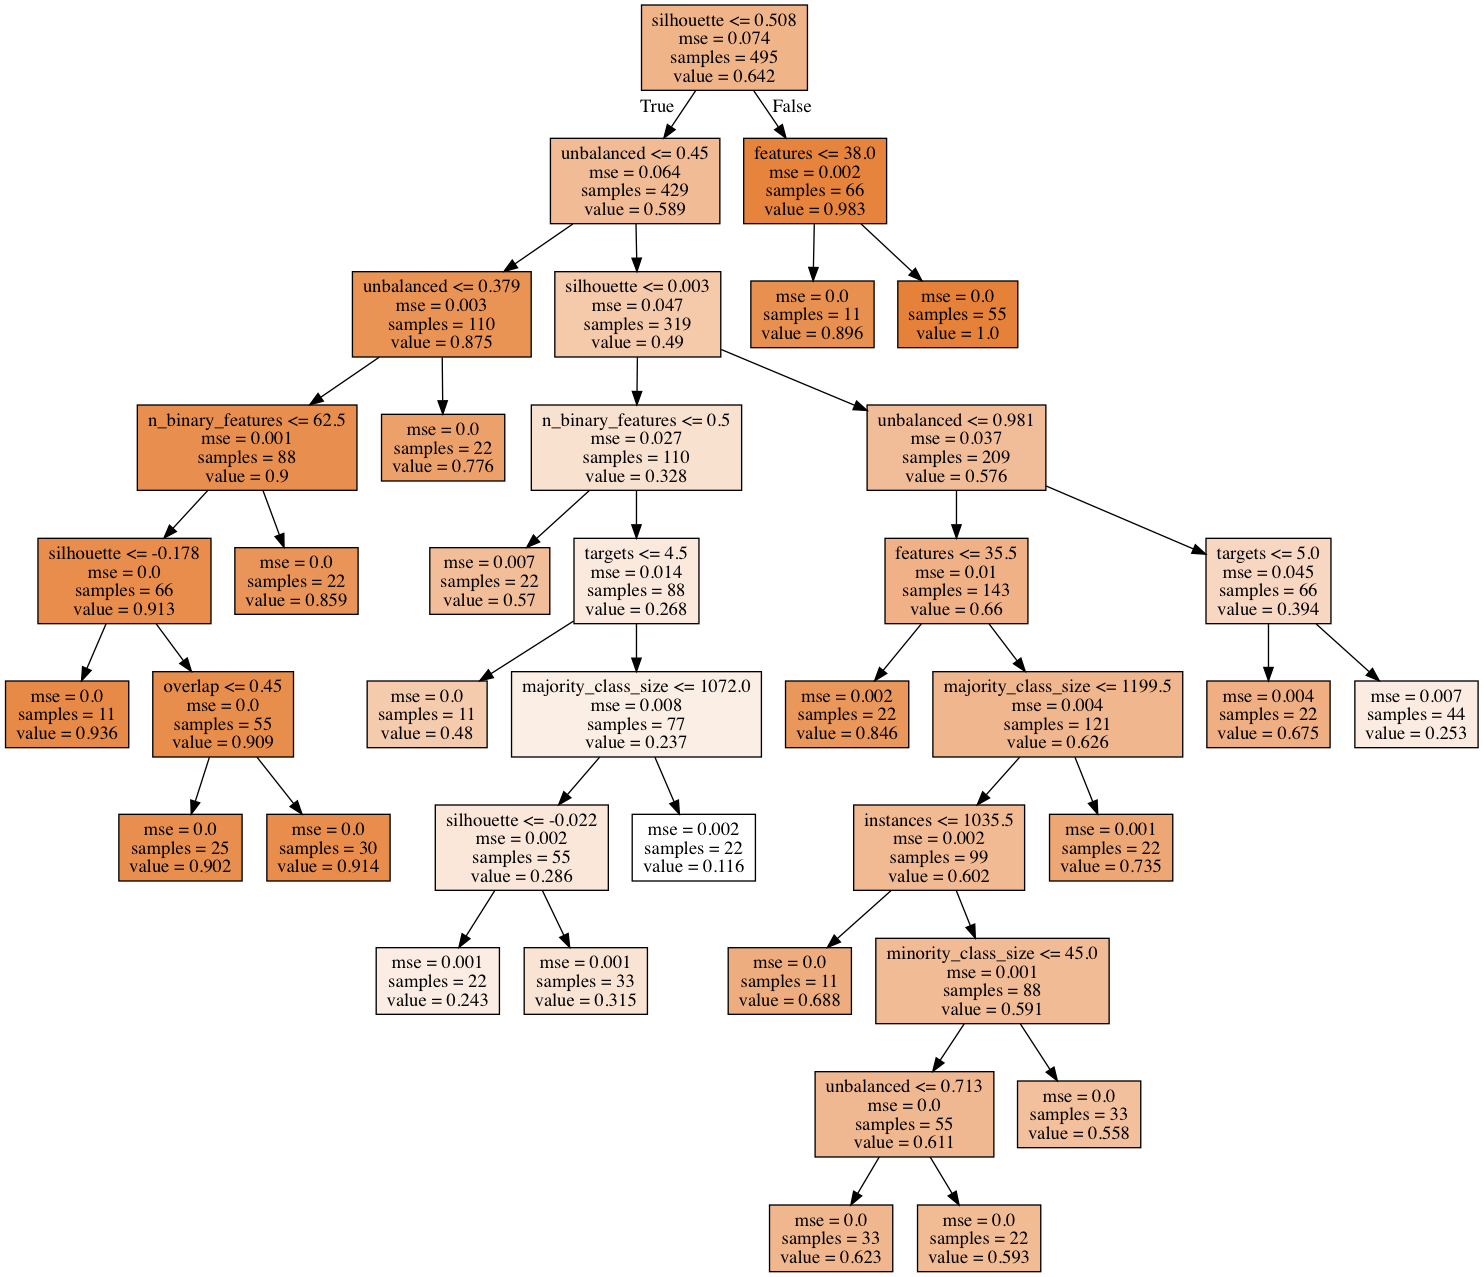 silhouette <= 0.508
mse = 0.074
samples = 495
value = 0.642
True
False
unbalanced <= 0.45
mse = 0.064
samples = 429
value = 0.589
features <= 38.0
mse = 0.002
samples = 66
value = 0.983
unbalanced <= 0.379
mse = 0.003
samples = 110
value = 0.875
silhouette <= 0.003
mse = 0.047
samples = 319
value = 0.49
mse = 0.0
samples = 11
value = 0.896
mse = 0.0
samples = 55
value = 1.0
n_binary_features <= 62.5
mse = 0.001
samples = 88
value = 0.9
mse = 0.0
samples = 22
value = 0.776
n_binary_features <= 0.5
mse = 0.027
samples = 110
value = 0.328
unbalanced <= 0.981
mse = 0.037
samples = 209
value = 0.576
silhouette <= -0.178
mse = 0.0
samples = 66
value = 0.913
mse = 0.0
samples = 22
value = 0.859
mse = 0.007
samples = 22
value = 0.57
targets <= 4.5
mse = 0.014
samples = 88
value = 0.268
features <= 35.5
mse = 0.01
samples = 143
value = 0.66
targets <= 5.0
mse = 0.045
samples = 66
value = 0.394
mse = 0.0
samples = 11
value = 0.936
overlap <= 0.45
mse = 0.0
samples = 55
value = 0.909
mse = 0.0
samples = 11
value = 0.48
majority_class_size <= 1072.0
mse = 0.008
samples = 77
value = 0.237
mse = 0.002
samples = 22
value = 0.846
majority_class_size <= 1199.5
mse = 0.004
samples = 121
value = 0.626
mse = 0.004
samples = 22
value = 0.675
mse = 0.007
samples = 44
value = 0.253
mse = 0.0
samples = 25
value = 0.902
mse = 0.0
samples = 30
value = 0.914
silhouette <= -0.022
mse = 0.002
samples = 55
value = 0.286
mse = 0.002
samples = 22
value = 0.116
instances <= 1035.5
mse = 0.002
samples = 99
value = 0.602
mse = 0.001
samples = 22
value = 0.735
mse = 0.001
samples = 22
value = 0.243
mse = 0.001
samples = 33
value = 0.315
mse = 0.0
samples = 11
value = 0.688
minority_class_size <= 45.0
mse = 0.001
samples = 88
value = 0.591
unbalanced <= 0.713
mse = 0.0
samples = 55
value = 0.611
mse = 0.0
samples = 33
value = 0.558
mse = 0.0
samples = 33
value = 0.623
mse = 0.0
samples = 22
value = 0.593